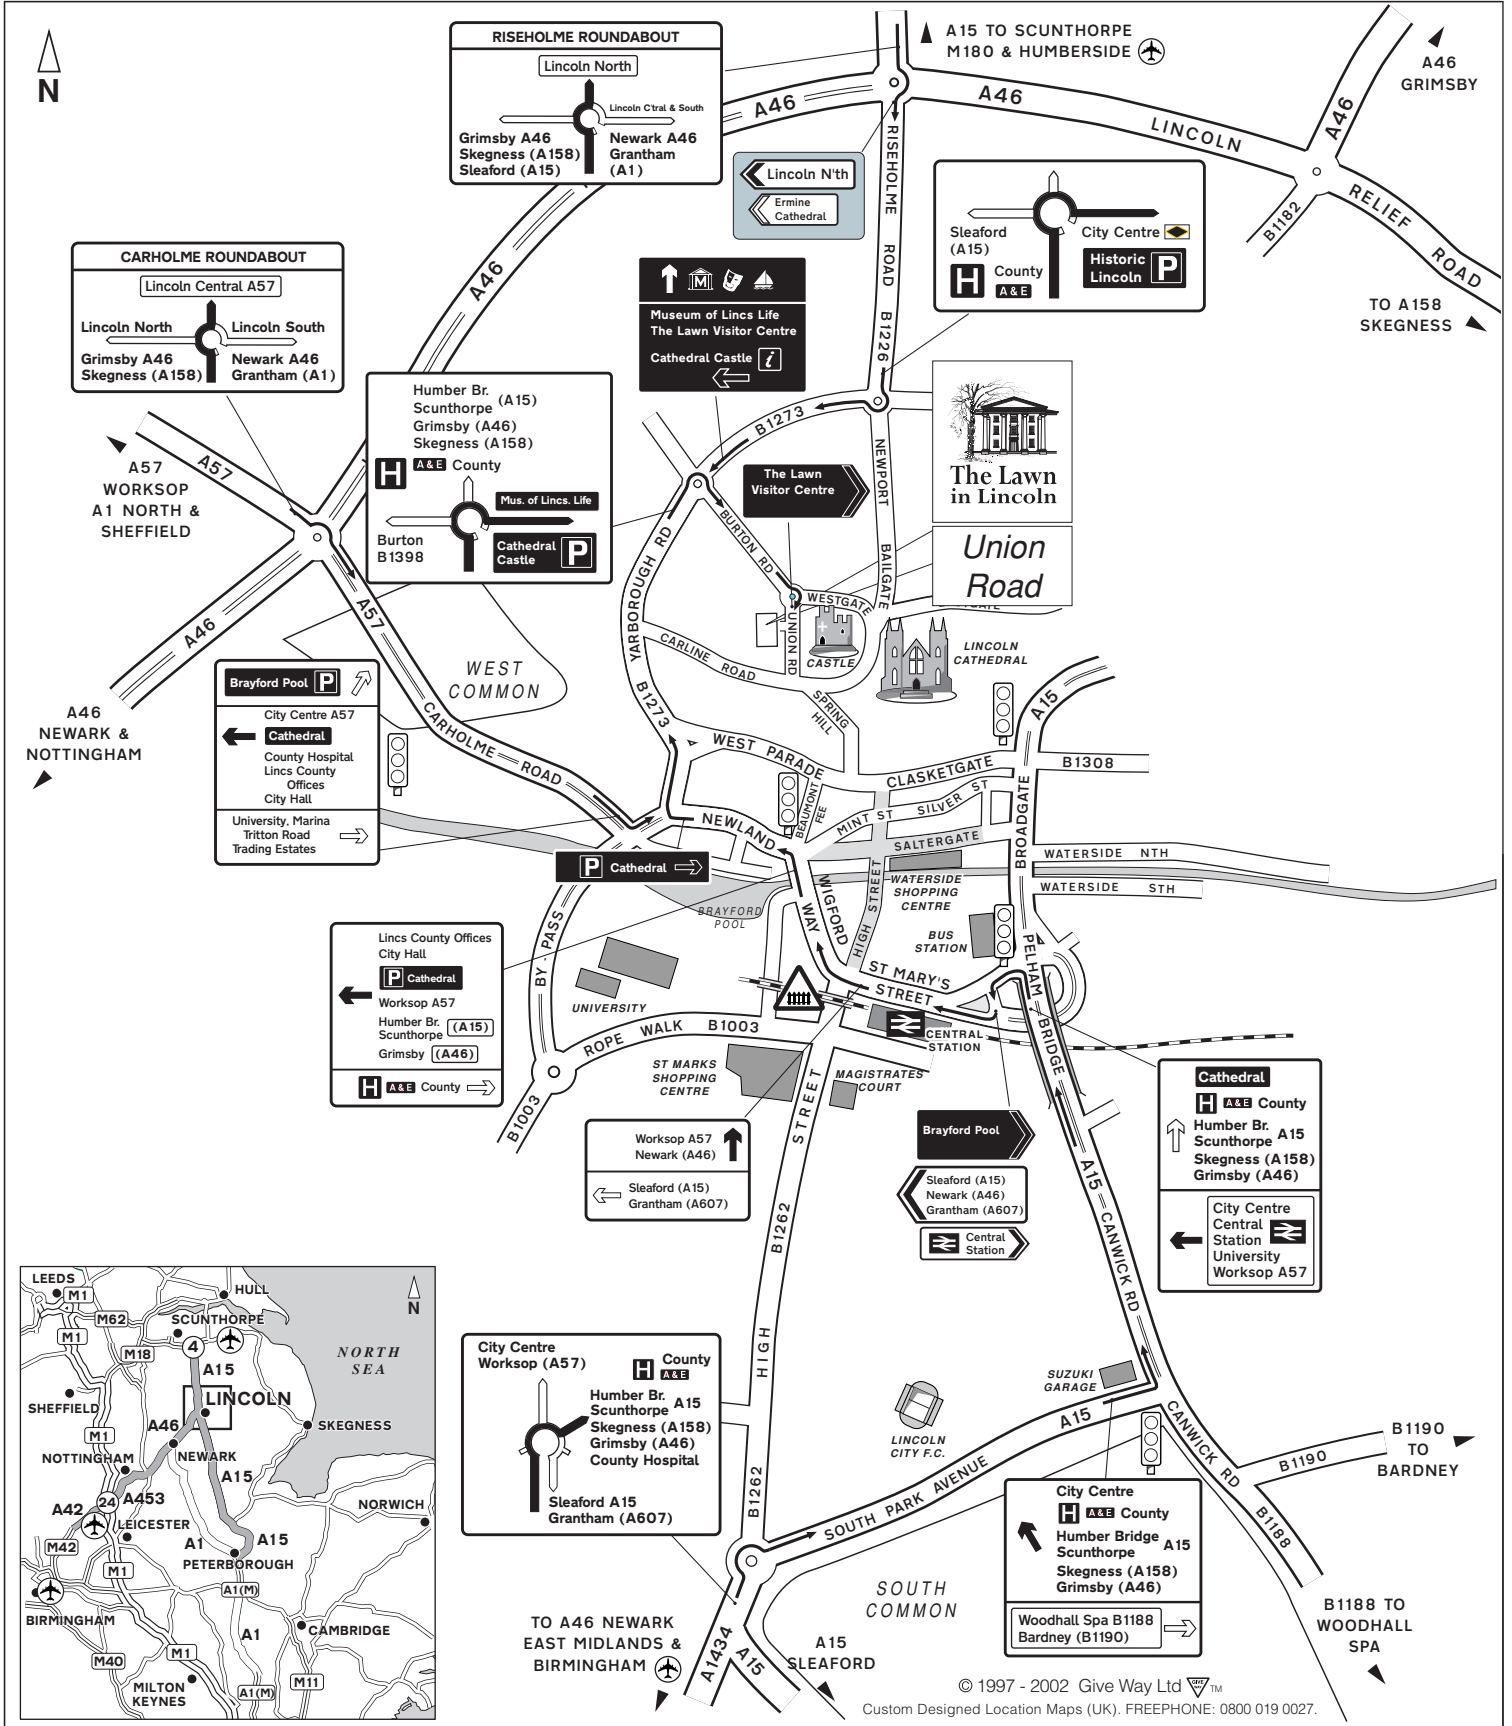 N
RISEHOLME ROUNDABOUT
Lincoln North
Lincoln C'tral & South
Grimsby A46
Skegness (A158)
Sleaford (A15)
Newark A46
Grantham
(A1)
A15 TO SCUNTHORPE
M180 & HUMBERSIDE
A46
GRIMSBY
A46
A46
A46
LINCOLN
RELIEF
ROAD
B1182
TO A158
SKEGNESS
Lincoln N'th
Ermine
Cathedral
RISEHOLME
ROAD
B1226
Sleaford
(A15)
H County
A&E
City Centre
Historic
Lincoln
P
CARHOLME ROUNDABOUT
Lincoln Central A57
Lincoln North
Lincoln South
Grimsby A46
Skegness (A158)
Newark A46
Grantham (A1)
A46
M
Museum of Lincs Life
The Lawn Visitor Centre
Cathedral Castle i
Humber Br.
Scunthorpe (A15)
Grimsby (A46)
Skegness (A158)
H A&E County
Mus. of Lincs. Life
Burton
B1398
Cathedral
Castle
P
B1273
The Lawn
Visitor Centre
NEWPORT
BAILGATE
The Lawn
in Lincoln
Union
Road
A57
WORKSOP
A1 NORTH &
SHEFFIELD
A57
A57
A46
A46
NEWARK &
NOTTINGHAM
BURTON RD
YARBOROUGH RD
B1273
WESTGATE
UNION RD
CASTLE
LINCOLN
CATHEDRAL
CARLINE ROAD
SPRING
HILL
WEST
COMMON
CARHOLME ROAD
Brayford Pool P
City Centre A57
Cathedral
County Hospital
Lincs County
Offices
City Hall
University, Marina
Tritton Road
Trading Estates
A15
WEST PARADE
CLASKETGATE
B1308
BEAUMONT
FEE
MINT ST
SILVER ST
NEWLAND
SALTERGATE
BROADGATE
WATERSIDE NTH
WATERSIDE STH
P Cathedral
WATERSIDE
SHOPPING
CENTRE
HIGH STREET
WIGFORD
WAY
BRAYFORD
POOL
BUS
STATION
BY-PASS
Lincs County Offices
City Hall
P Cathedral
Worksop A57
Humber Br.
Scunthorpe (A15)
Grimsby (A46)
H A&E County
UNIVERSITY
ST MARY'S
STREET
PELHAM
BRIDGE
CENTRAL
STATION
ROPE WALK B1003
B1003
ST MARKS
SHOPPING
CENTRE
MAGISTRATES
COURT
Worksop A57
Newark (A46)
Sleaford (A15)
Grantham (A607)
Brayford Pool
Sleaford (A15)
Newark (A46)
Grantham (A607)
Central
Station
Cathedral
H A&E County
Humber Br.
Scunthorpe A15
Skegness (A158)
Grimsby (A46)
City Centre
Central
Station
University
Worksop A57
A15
CANWICK RD
STREET
B1262
HIGH
B1262
City Centre
Worksop (A57)
H County
A&E
Humber Br.
Scunthorpe A15
Skegness (A158)
Grimsby (A46)
County Hospital
Sleaford A15
Grantham (A607)
LINCOLN
CITY F.C.
SUZUKI
GARAGE
A15
SOUTH PARK AVENUE
CANWICK RD
B1190
B1190
TO
BARDNEY
B1188
B1188 TO
WOODHALL
SPA
City Centre
H A&E County
Humber Bridge
Scunthorpe A15
Skegness (A158)
Grimsby (A46)
Woodhall Spa B1188
Bardney (B1190)
SOUTH
COMMON
TO A46 NEWARK
EAST MIDLANDS &
BIRMINGHAM
A1434
A15
A15
SLEAFORD
LEEDS
M1
HULL
N
M62
SCUNTHORPE
M1
M18
4
A15
NORTH
SEA
SHEFFIELD
LINCOLN
A46
M1
SKEGNESS
NOTTINGHAM
NEWARK
A15
24
A453
A42
NORWICH
LEICESTER
A1
A15
M42
M1
PETERBOROUGH
A1(M)
BIRMINGHAM
A1
CAMBRIDGE
M40
M1
MILTON
KEYNES
A1(M)
M11
© 1997 - 2002 Give Way Ltd GIVE WAY TM
Custom Designed Location Maps (UK). FREEPHONE: 0800 019 0027.